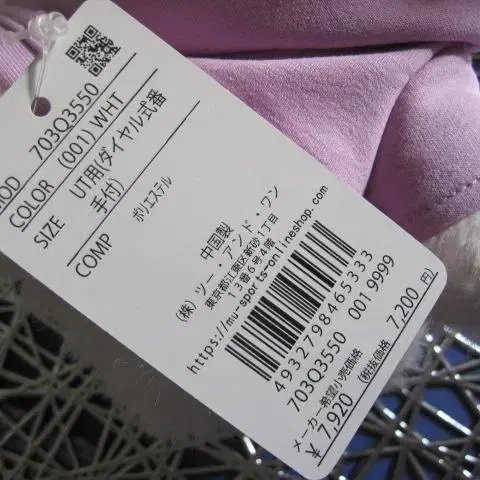 703Q3550
COLOR (001) WHT
SIZE UT用(ダイヤル式番
手付)
COMP ポリエステル
中国製
(株) ツー・アンド・ワン
東京都江東区新砂1丁目
13番6号4階
https://mu-sports-onlineshop.com
4932798465333
703Q3550 001 9999
メーカー希望小売価格
¥7,920 (税抜価格 7,200円)